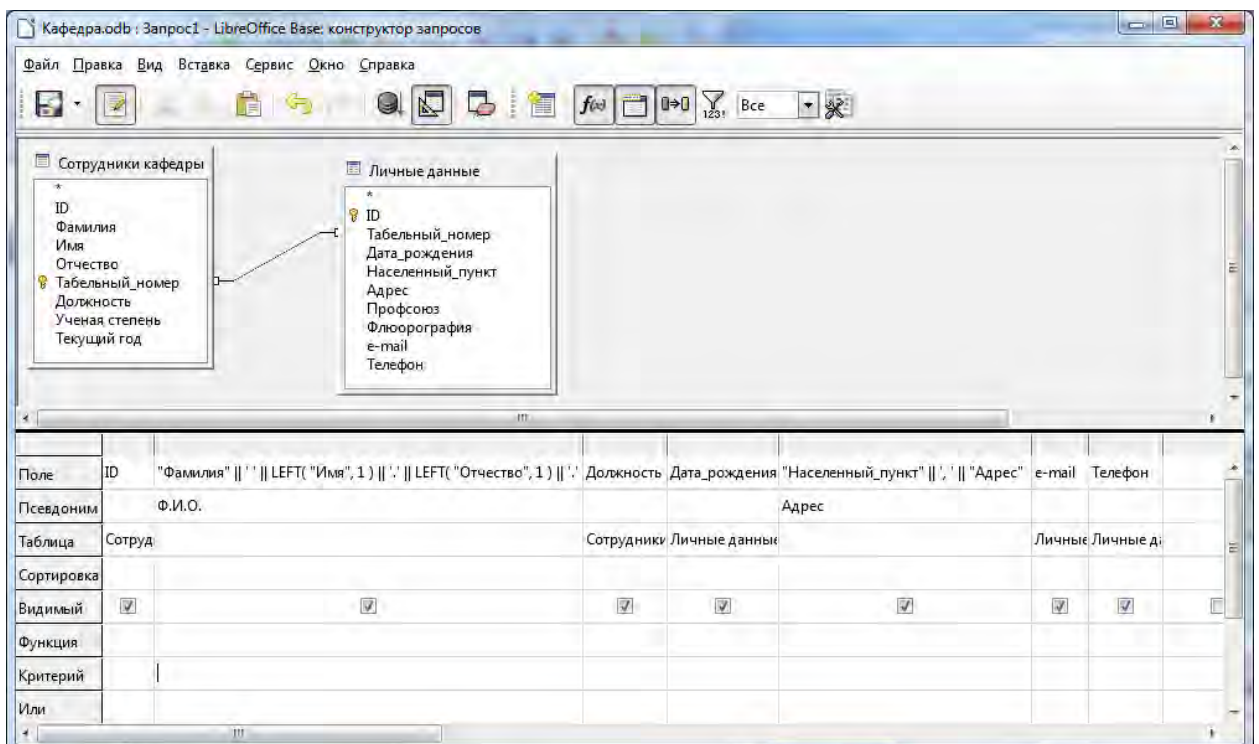 Кафедра.odb : Запрос1 - LibreOffice Base: конструктор запросов
Файл Правка Вид Вставка Сервис Окно Справка
f(x) 123! Все
Сотрудники кафедры
*
ID
Фамилия
Имя
Отчество
Табельный_номер
Должность
Ученая степень
Текущий год
Личные данные
*
ID
Табельный_номер
Дата_рождения
Населенный_пункт
Адрес
Профсоюз
Флюорография
e-mail
Телефон
Поле ID "Фамилия" || ' ' || LEFT( "Имя", 1 ) || '.' || LEFT( "Отчество", 1 ) || '.' Должность Дата_рождения "Населенный_пункт" || ', ' || "Адрес" e-mail Телефон
Псевдоним Ф.И.О. Адрес
Таблица Сотруд Сотрудники Личные данные Личные Личные да
Сортировка
Видимый
Функция
Критерий
Или